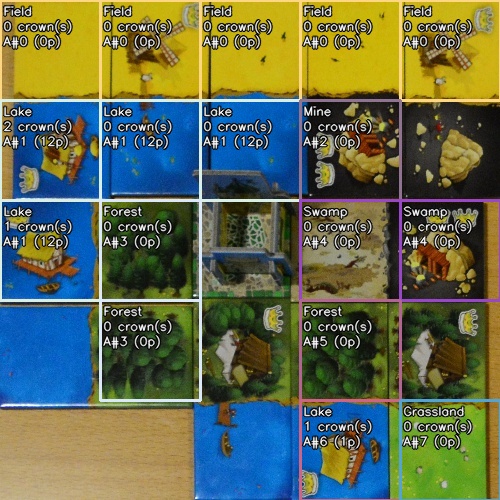 Field
0 crown(s)
A#0 (0p)
Field
0 crown(s)
A#0 (0p)
Field
0 crown(s)
A#0 (0p)
Field
0 crown(s)
A#0 (0p)
Field
0 crown(s)
A#0 (0p)
Lake
2 crown(s)
A#1 (12p)
Lake
0 crown(s)
A#1 (12p)
Lake
0 crown(s)
A#1 (12p)
Mine
0 crown(s)
A#2 (0p)
Lake
1 crown(s)
A#1 (12p)
Forest
0 crown(s)
A#3 (0p)
Swamp
0 crown(s)
A#4 (0p)
Swamp
0 crown(s)
A#4 (0p)
Forest
0 crown(s)
A#3 (0p)
Forest
0 crown(s)
A#5 (0p)
Lake
1 crown(s)
A#6 (1p)
Grassland
0 crown(s)
A#7 (0p)